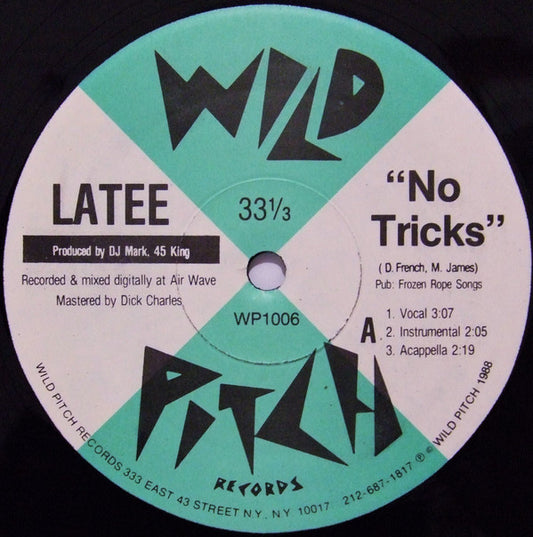 WILD
LATEE
Produced by DJ Mark, 45 King
Recorded & mixed digitally at Air Wave
Mastered by Dick Charles
33⅓
WP1006
"No
Tricks"
( D. French, M. James)
Pub: Frozen Rope Songs
A
1. Vocal 3:07
2. Instrumental 2:05
3. Acappella 2:19
PITCH
RECORDS
WILD PITCH RECORDS 333 EAST 43 STREET N.Y. NY 10017 212-687-1817 ℗ © WILD PITCH 1988